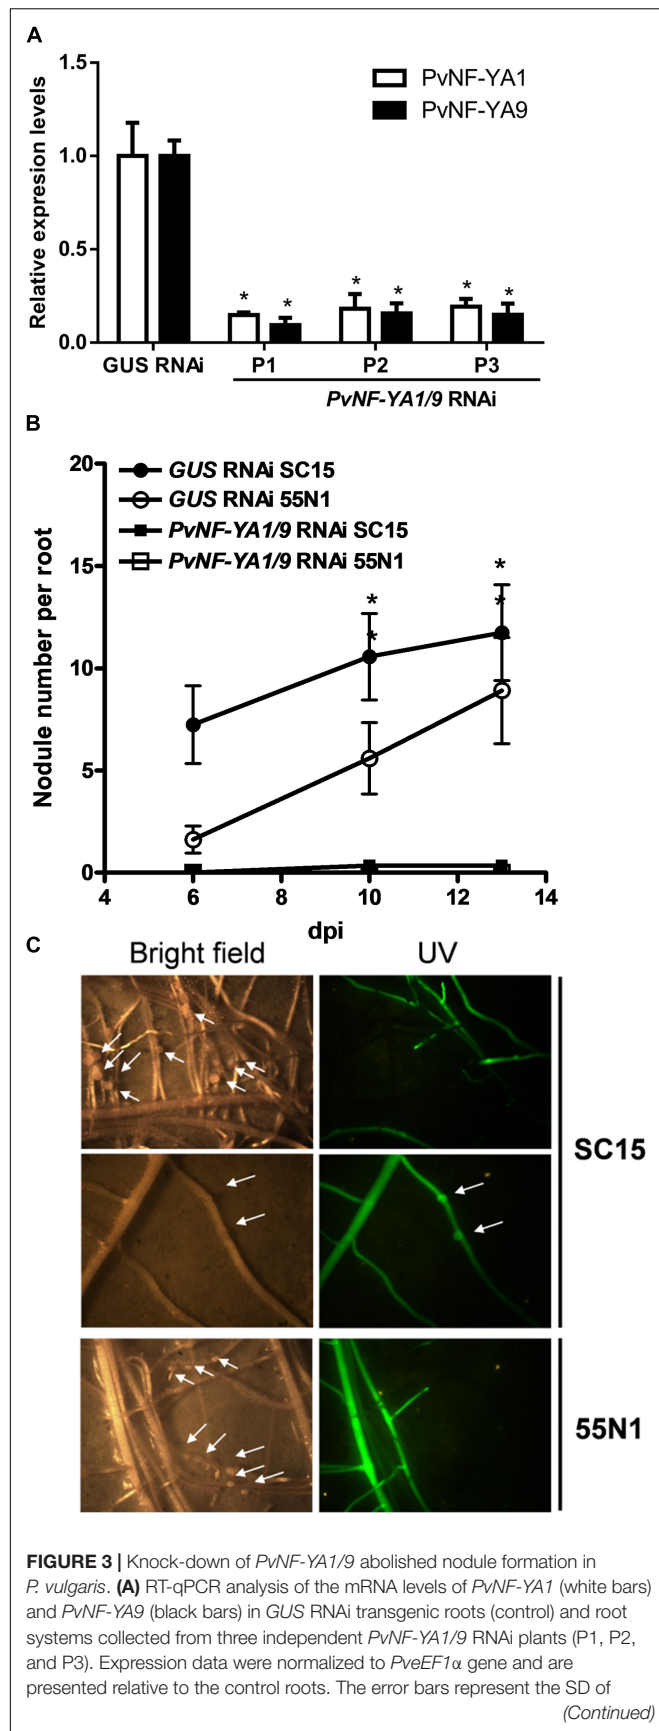 A
1.5
PvNF-YA1
PvNF-YA9
1.0
0.5
0.0
Relative expresion levels
* * * * * *
GUS RNAi P1 P2 P3
PvNF-YA1/9 RNAi
B
20
GUS RNAi SC15
GUS RNAi 55N1
PvNF-YA1/9 RNAi SC15
PvNF-YA1/9 RNAi 55N1
15
10
5
0
Nodule number per root
* *
* *
4 6 8 10 12 14
dpi
C
Bright field UV
SC15
55N1
FIGURE 3 | Knock-down of PvNF-YA1/9 abolished nodule formation in
P. vulgaris. (A) RT-qPCR analysis of the mRNA levels of PvNF-YA1 (white bars)
and PvNF-YA9 (black bars) in GUS RNAi transgenic roots (control) and root
systems collected from three independent PvNF-YA1/9 RNAi plants (P1, P2,
and P3). Expression data were normalized to PveEF1α gene and are
presented relative to the control roots. The error bars represent the SD of
(Continued)